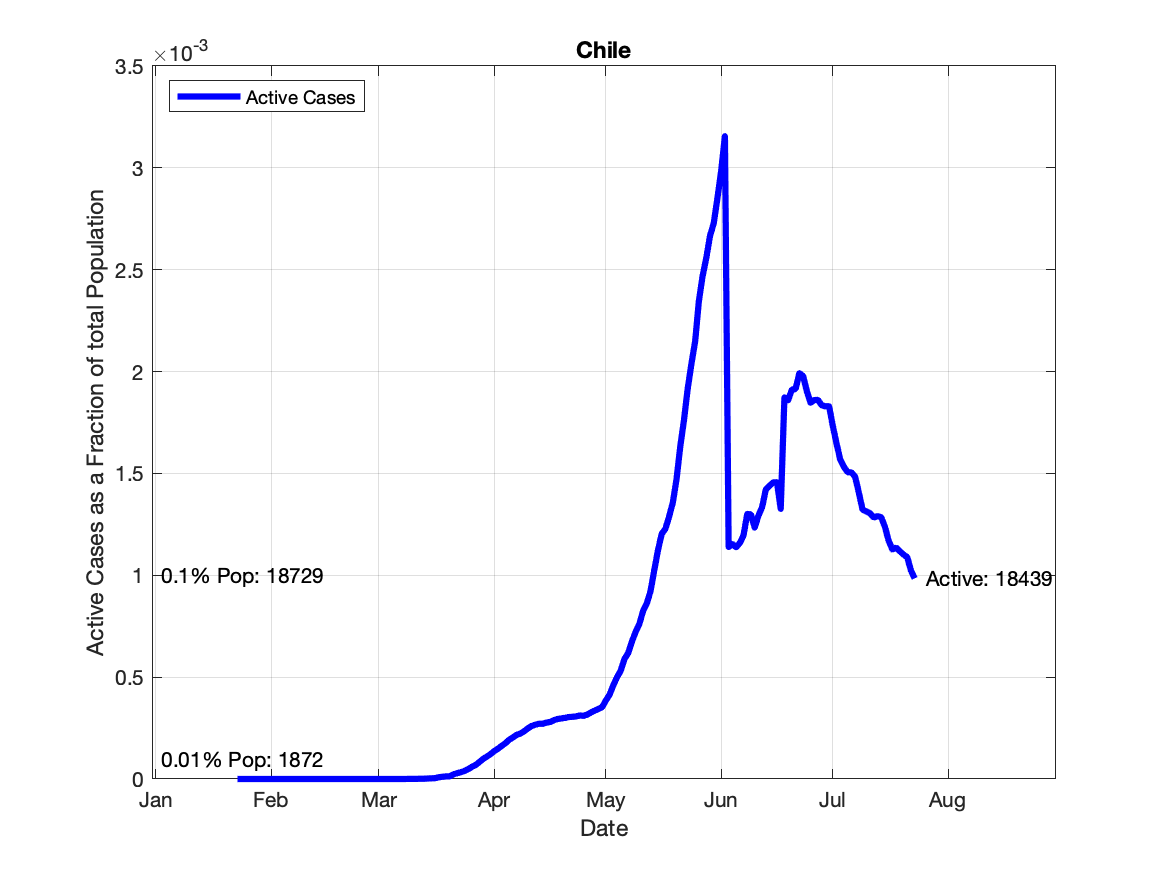 Chile
×10-3
3.5
3
2.5
2
1.5
1
0.5
0
Active Cases as a Fraction of total Population
Active Cases
0.1% Pop: 18729
0.01% Pop: 1872
Active: 18439
Jan Feb Mar Apr May Jun Jul Aug
Date